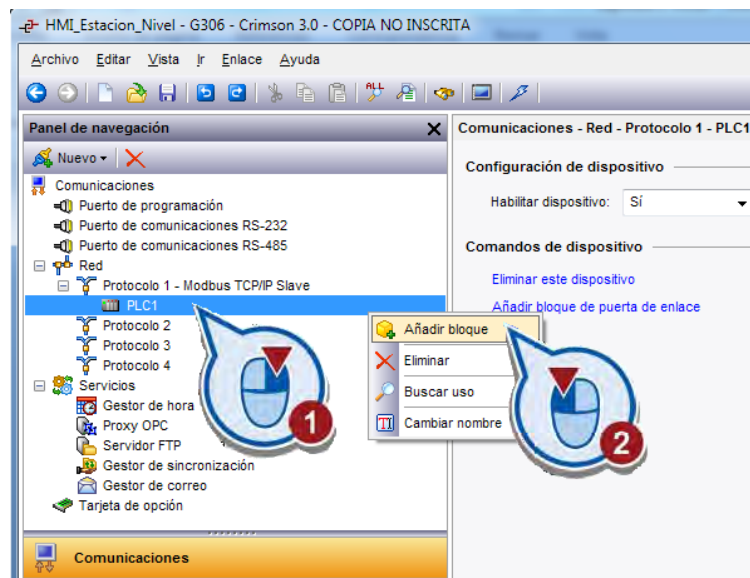 HMI_Estacion_Nivel - G306 - Crimson 3.0 - COPIA NO INSCRITA
Archivo Editar Vista Ir Enlace Ayuda
ALL
Panel de navegación
Nuevo
Comunicaciones
Puerto de programación
Puerto de comunicaciones RS-232
Puerto de comunicaciones RS-485
Red
Protocolo 1 - Modbus TCP/IP Slave
PLC1
Protocolo 2
Protocolo 3
Protocolo 4
Servicios
Gestor de hora
Proxy OPC
Servidor FTP
Gestor de sincronización
Gestor de correo
Tarjeta de opción
Comunicaciones
1
Comunicaciones - Red - Protocolo 1 - PLC1
Configuración de dispositivo
Habilitar dispositivo: Sí
Comandos de dispositivo
Eliminar este dispositivo
Añadir bloque de puerta de enlace
Añadir bloque
Eliminar
Buscar uso
Cambiar nombre
2